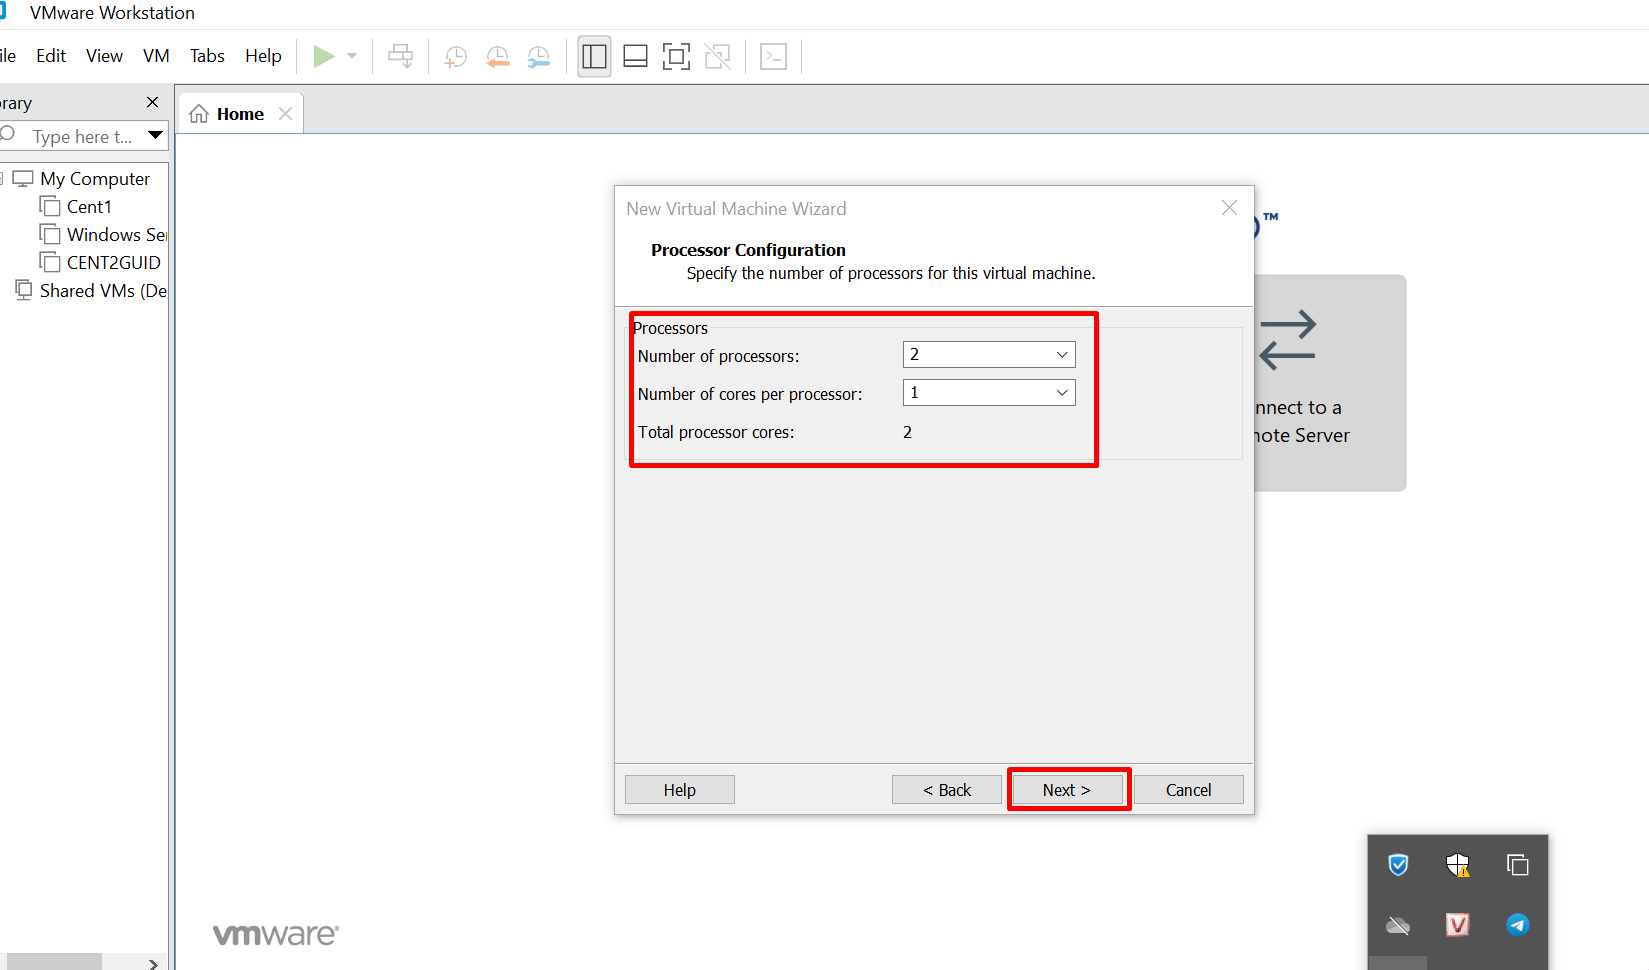 VMware Workstation
ile Edit View VM Tabs Help
rary
Home
Type here t...
My Computer
Cent1
Windows Ser
CENT2GUID
Shared VMs (De
New Virtual Machine Wizard
™
Processor Configuration
Specify the number of processors for this virtual machine.
Processors
Number of processors: 2
Number of cores per processor: 1
Total processor cores: 2
nnect to a
note Server
Help < Back Next > Cancel
vmware